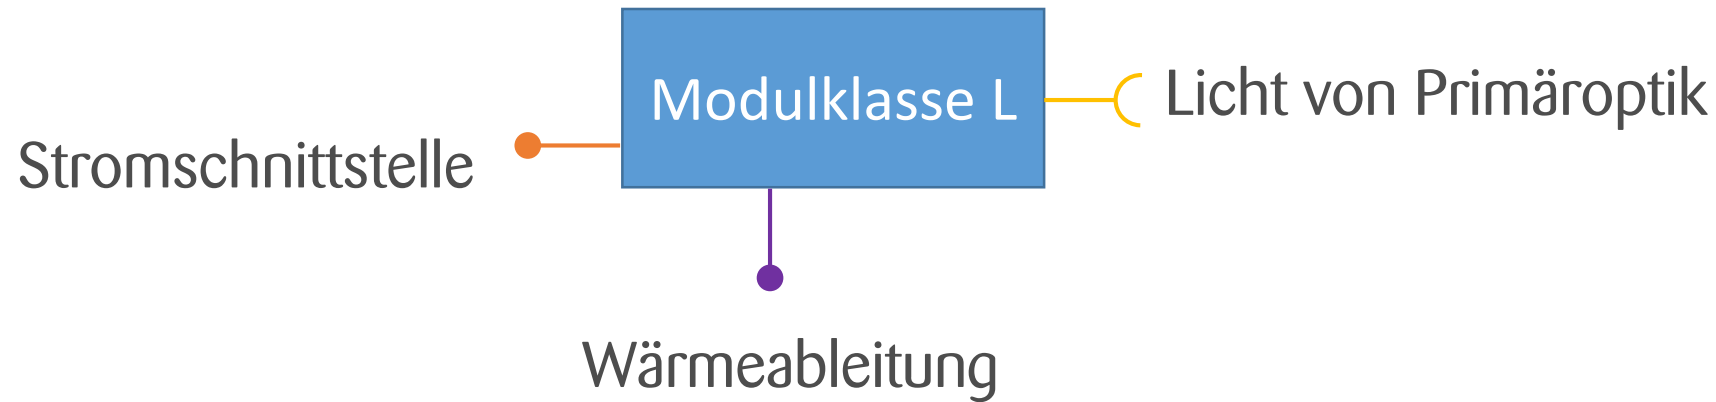 Modulklasse L
Licht von Primäroptik
Stromschnittstelle
Wärmeableitung